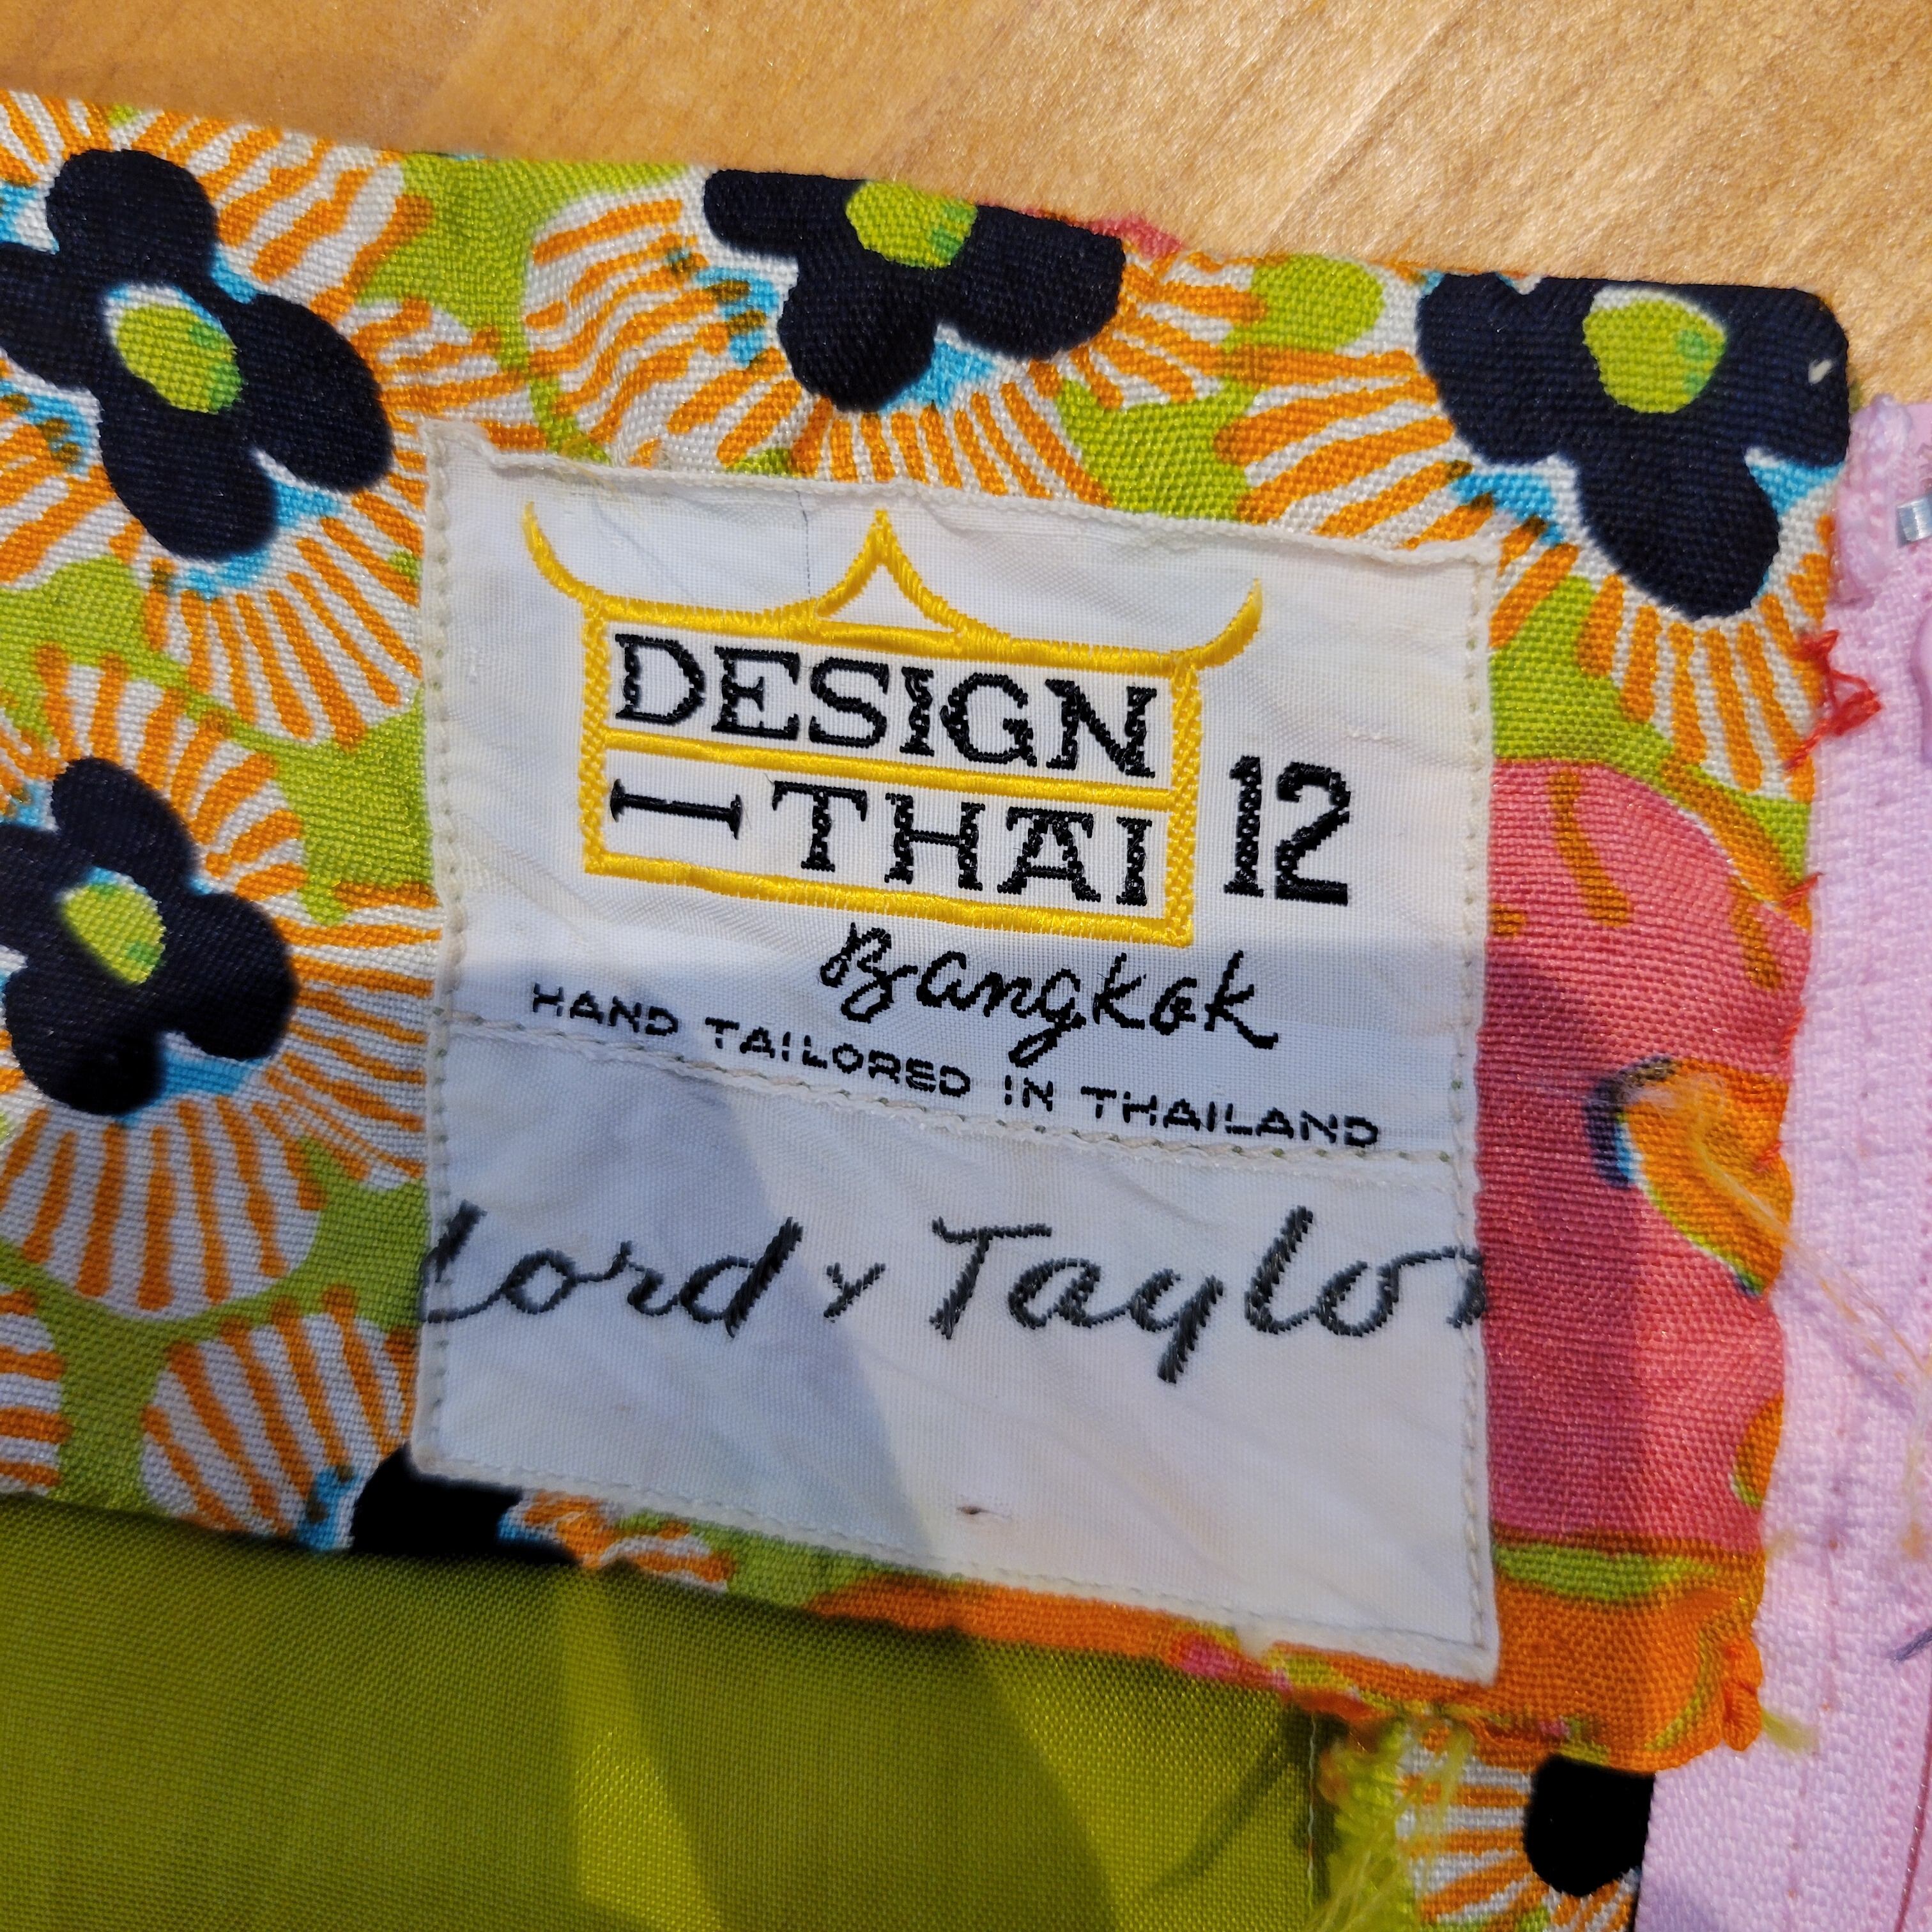 DESIGN
-THAI 12
Bangkok
HAND TAILORED IN THAILAND
Lord & Taylor